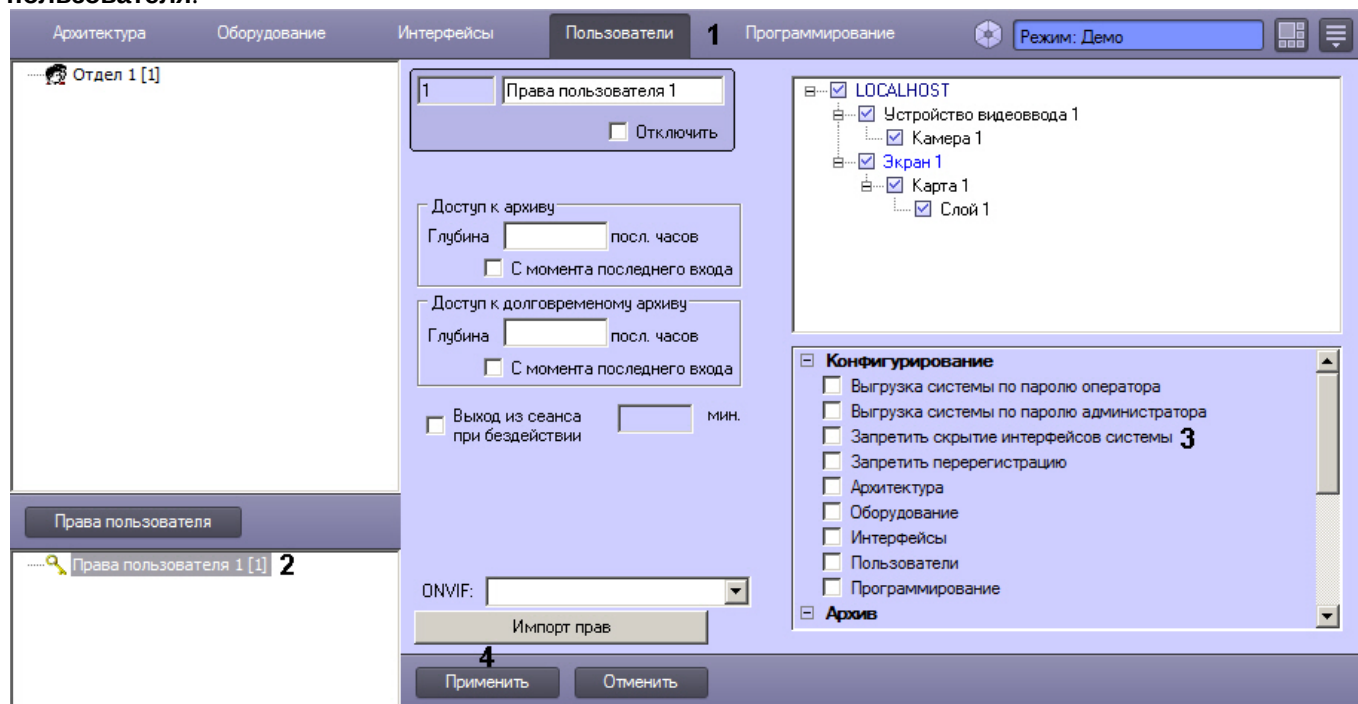 пользователя.
Архитектура Оборудование Интерфейсы Пользователи 1 Программирование Режим: Демо
Отдел 1 [1]
1 Права пользователя 1
Отключить
Доступ к архиву
Глубина посл. часов
С момента последнего входа
Доступ к долговременому архиву
Глубина посл. часов
С момента последнего входа
Выход из сеанса мин.
при бездействии
ONVIF:
Импорт прав
4
Применить Отменить
LOCALHOST
Устройство видеоввода 1
Камера 1
Экран 1
Карта 1
Слой 1
Конфигурирование
Выгрузка системы по паролю оператора
Выгрузка системы по паролю администратора
Запретить скрытие интерфейсов системы 3
Запретить перерегистрацию
Архитектура
Оборудование
Интерфейсы
Пользователи
Программирование
Архив
Права пользователя
Права пользователя 1 [1] 2